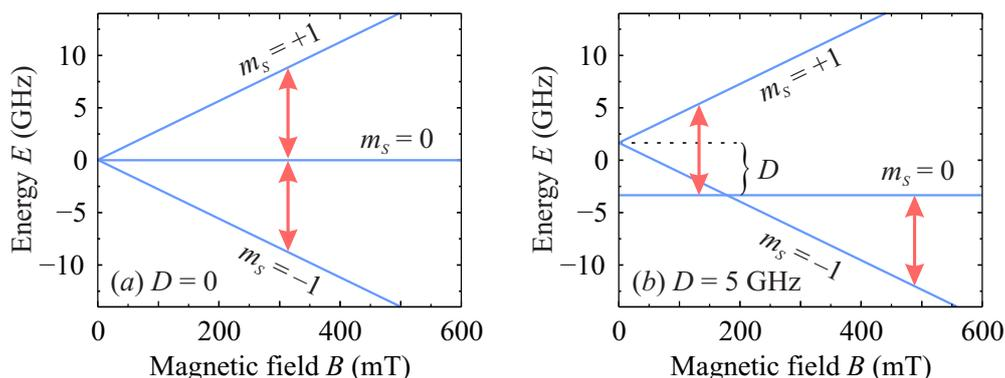 Energy E (GHz)
10
5
0
−5
−10
m_S = +1
m_S = 0
m_S = −1
(a) D = 0
0
200
400
600
Magnetic field B (mT)
Energy E (GHz)
10
5
0
−5
−10
m_S = +1
D
m_S = 0
m_S = −1
(b) D = 5 GHz
0
200
400
600
Magnetic field B (mT)